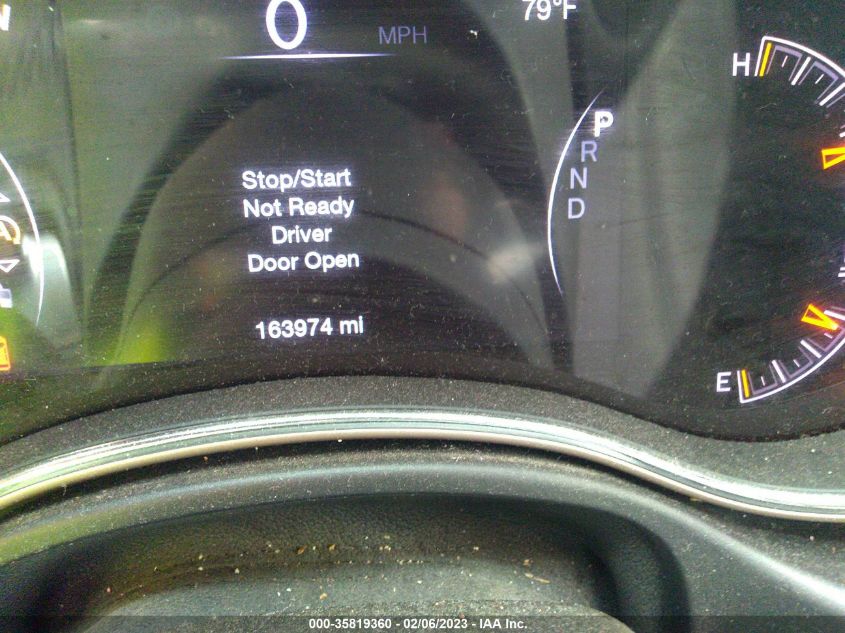 0 MPH
79°F
H
P
R
N
D
Stop/Start
Not Ready
Driver
Door Open
163974 mi
E
000-35819360 - 02/06/2023 - IAA Inc.